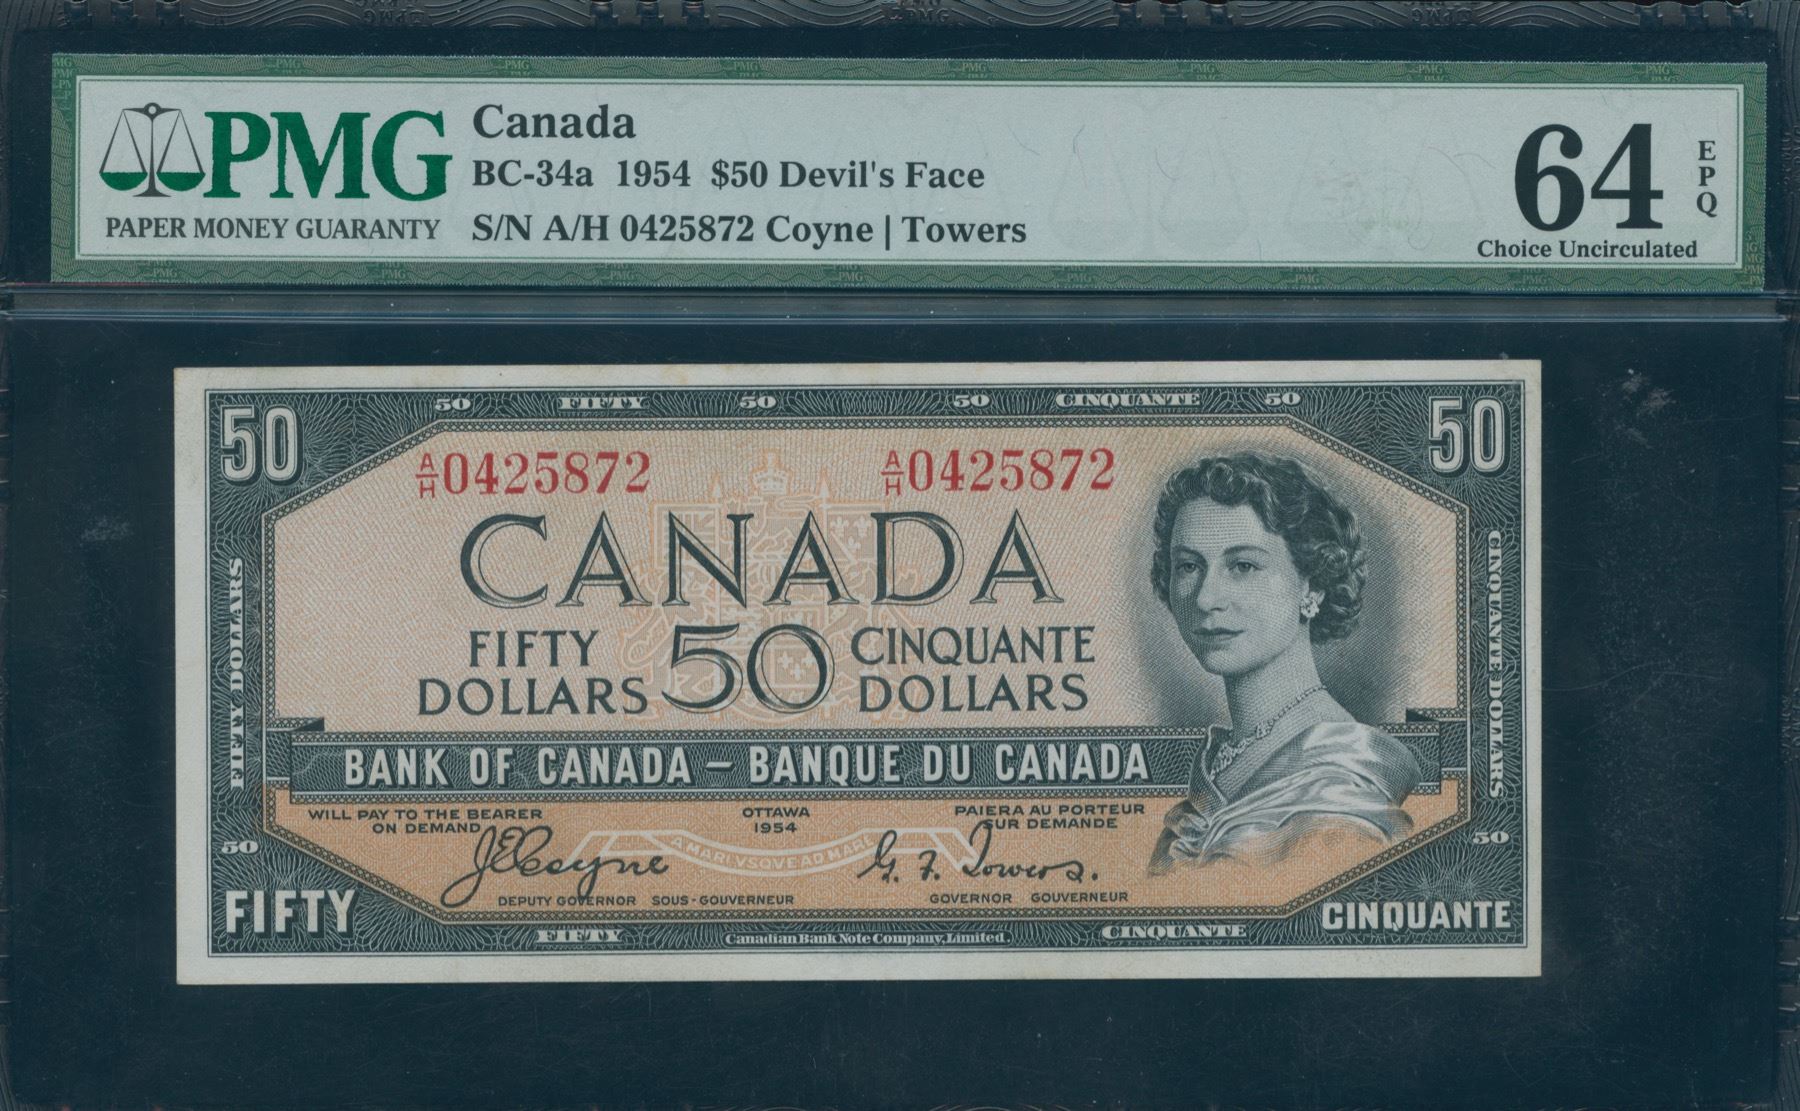 PMG
PAPER MONEY GUARANTY
Canada
BC-34a 1954 $50 Devil's Face
S/N A/H 0425872 Coyne | Towers
64
EPQ
Choice Uncirculated
50 50 FIFTY 50 50 CINQUANTE 50 50
A/H 0425872 A/H 0425872
CANADA
FIFTY 50 CINQUANTE
DOLLARS DOLLARS
FIFTY DOLLARS
CINQUANTE DOLLARS
BANK OF CANADA – BANQUE DU CANADA
WILL PAY TO THE BEARER OTTAWA PAIERA AU PORTEUR
ON DEMAND 1954 SUR DEMANDE
50 A MARI VSQVE AD MARE 50
J E Coyne G. F. Towers.
DEPUTY GOVERNOR SOUS-GOUVERNEUR GOVERNOR GOUVERNEUR
FIFTY CINQUANTE
FIFTY Canadian Bank Note Company, Limited. CINQUANTE